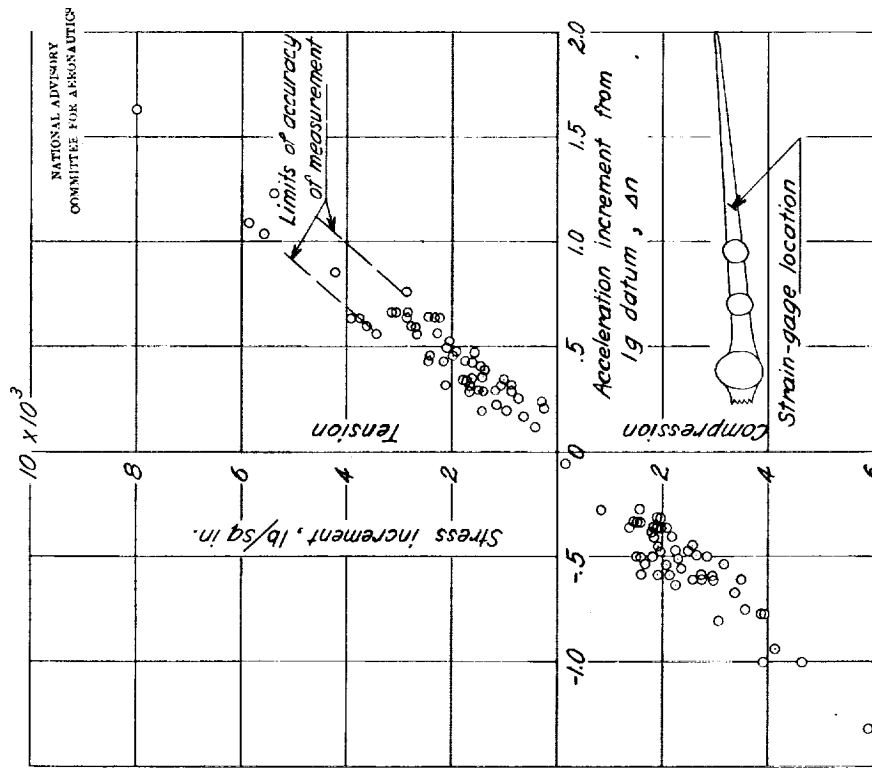 NATIONAL ADVISORY
COMMITTEE FOR AERONAUTICS
10 x 10³
8
6
4
2
0
2
4
6
Stress increment, lb/sq in.
Tension
Compression
Limits of accuracy
of measurement
-1.0
-.5
.5
1.0
1.5
2.0
Acceleration increment from
1g datum, Δn
Strain-gage location